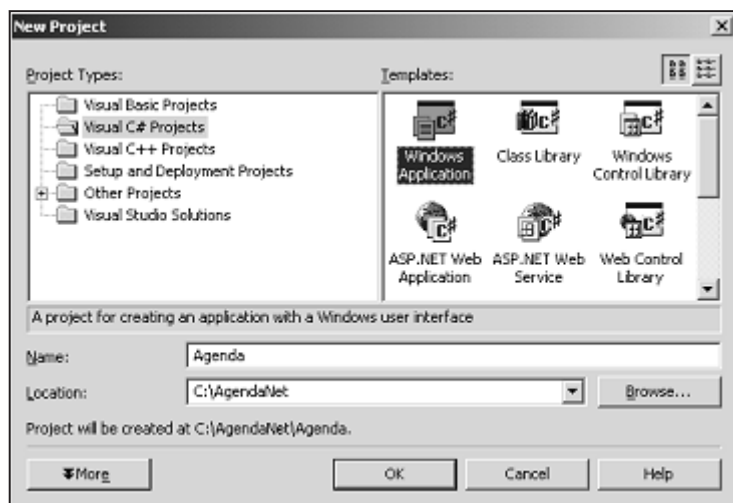 New Project
Project Types:
Templates:
Visual Basic Projects
Visual C# Projects
Visual C++ Projects
Setup and Deployment Projects
Other Projects
Visual Studio Solutions
Windows Application
Class Library
Windows Control Library
ASP.NET Web Application
ASP.NET Web Service
Web Control Library
A project for creating an application with a Windows user interface
Name:
Agenda
Location:
C:\AgendaNet
Browse...
Project will be created at C:\AgendaNet\Agenda.
More
OK
Cancel
Help